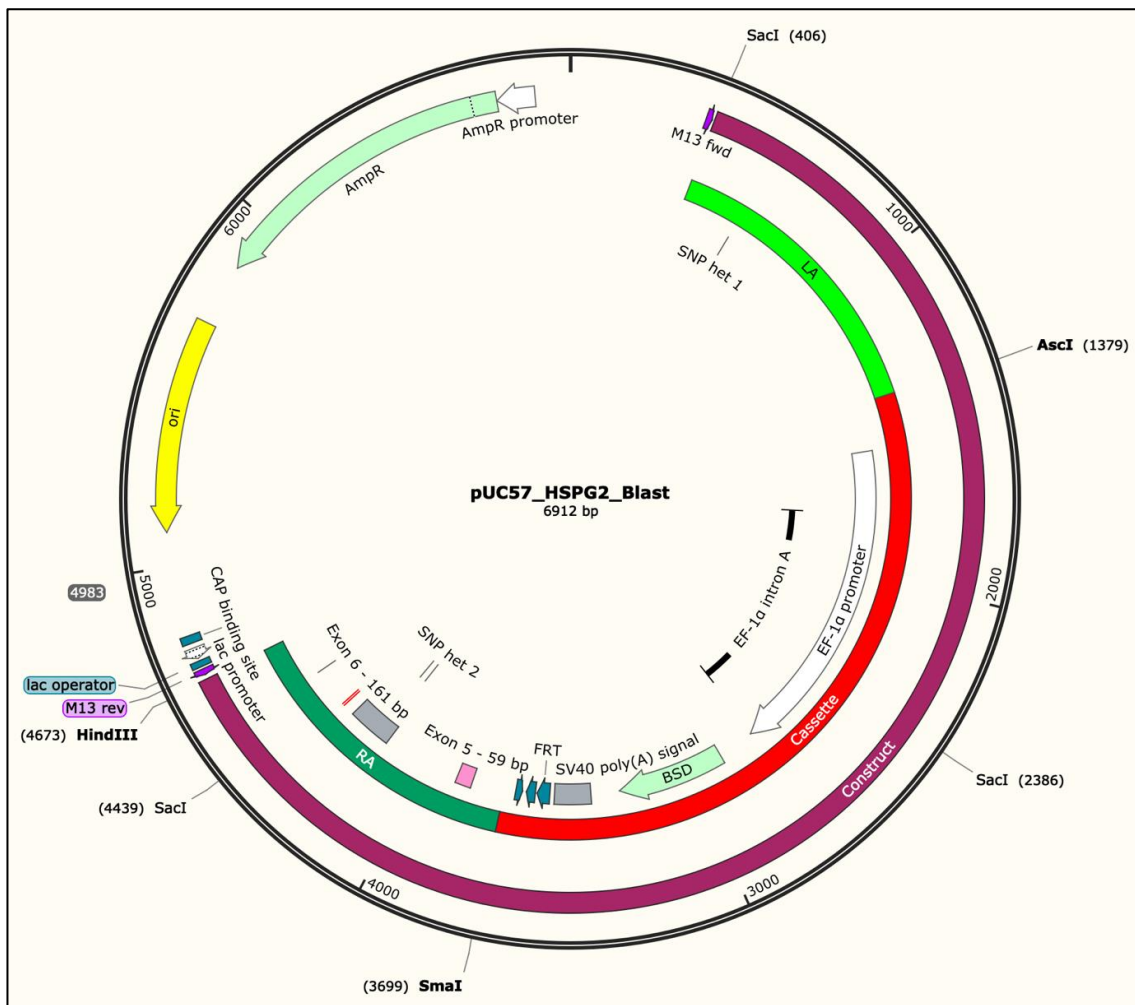 SacI (406)
AmpR promoter
M13 fwd
AmpR
6000
1000
LA
SNP het 1
AscI (1379)
ori
pUC57_HSPG2_Blast
6912 bp
EF-1α promoter
EF-1α intron A
5000
4983
2000
CAP binding site
lac promoter
lac operator
M13 rev
(4673) HindIII
Exon 6 - 161 bp
SNP het 2
Cassette
Construct
RA
Exon 5 - 59 bp
FRT
SV40 poly(A) signal
BSD
SacI (2386)
(4439) SacI
4000
3000
(3699) SmaI